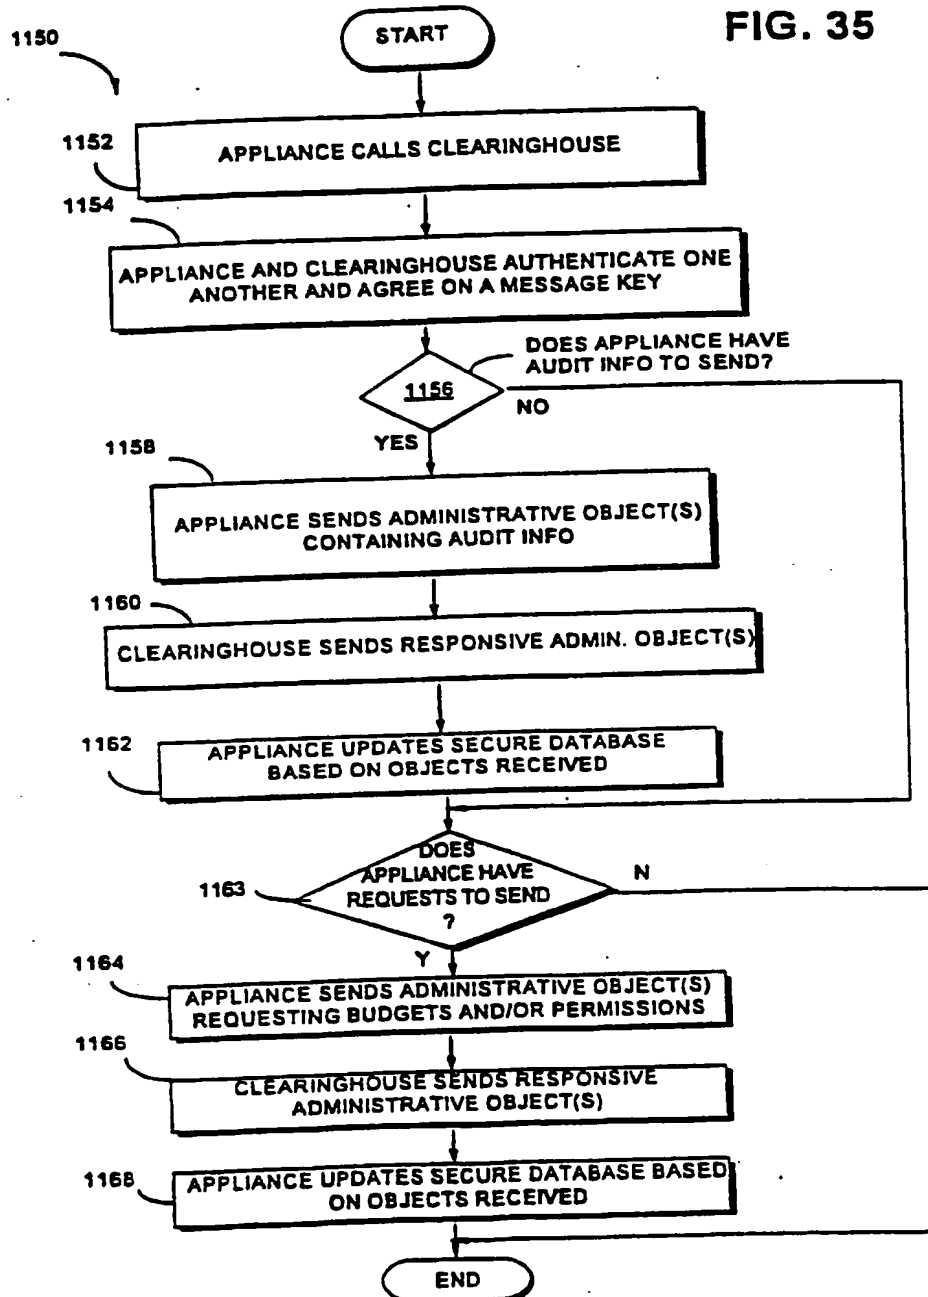 FIG. 35
1150
START
1152
APPLIANCE CALLS CLEARINGHOUSE
1154
APPLIANCE AND CLEARINGHOUSE AUTHENTICATE ONE
ANOTHER AND AGREE ON A MESSAGE KEY
DOES APPLIANCE HAVE
AUDIT INFO TO SEND?
1156
NO
YES
1158
APPLIANCE SENDS ADMINISTRATIVE OBJECT(S)
CONTAINING AUDIT INFO
1160
CLEARINGHOUSE SENDS RESPONSIVE ADMIN. OBJECT(S)
1162
APPLIANCE UPDATES SECURE DATABASE
BASED ON OBJECTS RECEIVED
DOES
APPLIANCE HAVE
REQUESTS TO SEND
?
1163
N
Y
1164
APPLIANCE SENDS ADMINISTRATIVE OBJECT(S)
REQUESTING BUDGETS AND/OR PERMISSIONS
1166
CLEARINGHOUSE SENDS RESPONSIVE
ADMINISTRATIVE OBJECT(S)
1168
APPLIANCE UPDATES SECURE DATABASE BASED
ON OBJECTS RECEIVED
END